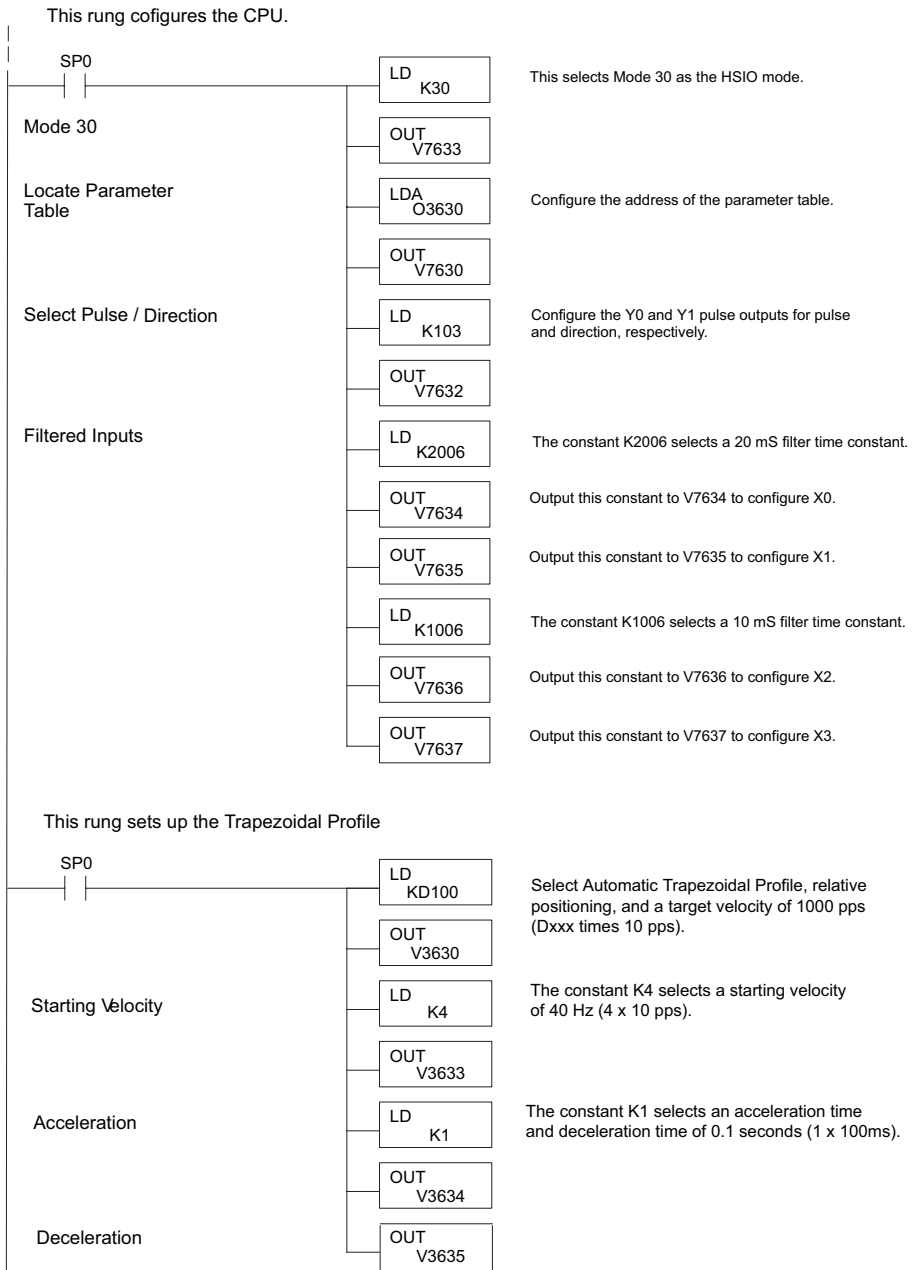 This rung cofigures the CPU.
SP0
LD
K30
This selects Mode 30 as the HSIO mode.
Mode 30
OUT
V7633
Locate Parameter
Table
LDA
O3630
Configure the address of the parameter table.
OUT
V7630
Select Pulse / Direction
LD
K103
Configure the Y0 and Y1 pulse outputs for pulse
and direction, respectively.
OUT
V7632
Filtered Inputs
LD
K2006
The constant K2006 selects a 20 mS filter time constant.
OUT
V7634
Output this constant to V7634 to configure X0.
OUT
V7635
Output this constant to V7635 to configure X1.
LD
K1006
The constant K1006 selects a 10 mS filter time constant.
OUT
V7636
Output this constant to V7636 to configure X2.
OUT
V7637
Output this constant to V7637 to configure X3.
This rung sets up the Trapezoidal Profile
SP0
LD
KD100
Select Automatic Trapezoidal Profile, relative
positioning, and a target velocity of 1000 pps
(Dxxx times 10 pps).
OUT
V3630
Starting Velocity
LD
K4
The constant K4 selects a starting velocity
of 40 Hz (4 x 10 pps).
OUT
V3633
Acceleration
LD
K1
The constant K1 selects an acceleration time
and deceleration time of 0.1 seconds (1 x 100ms).
OUT
V3634
Deceleration
OUT
V3635